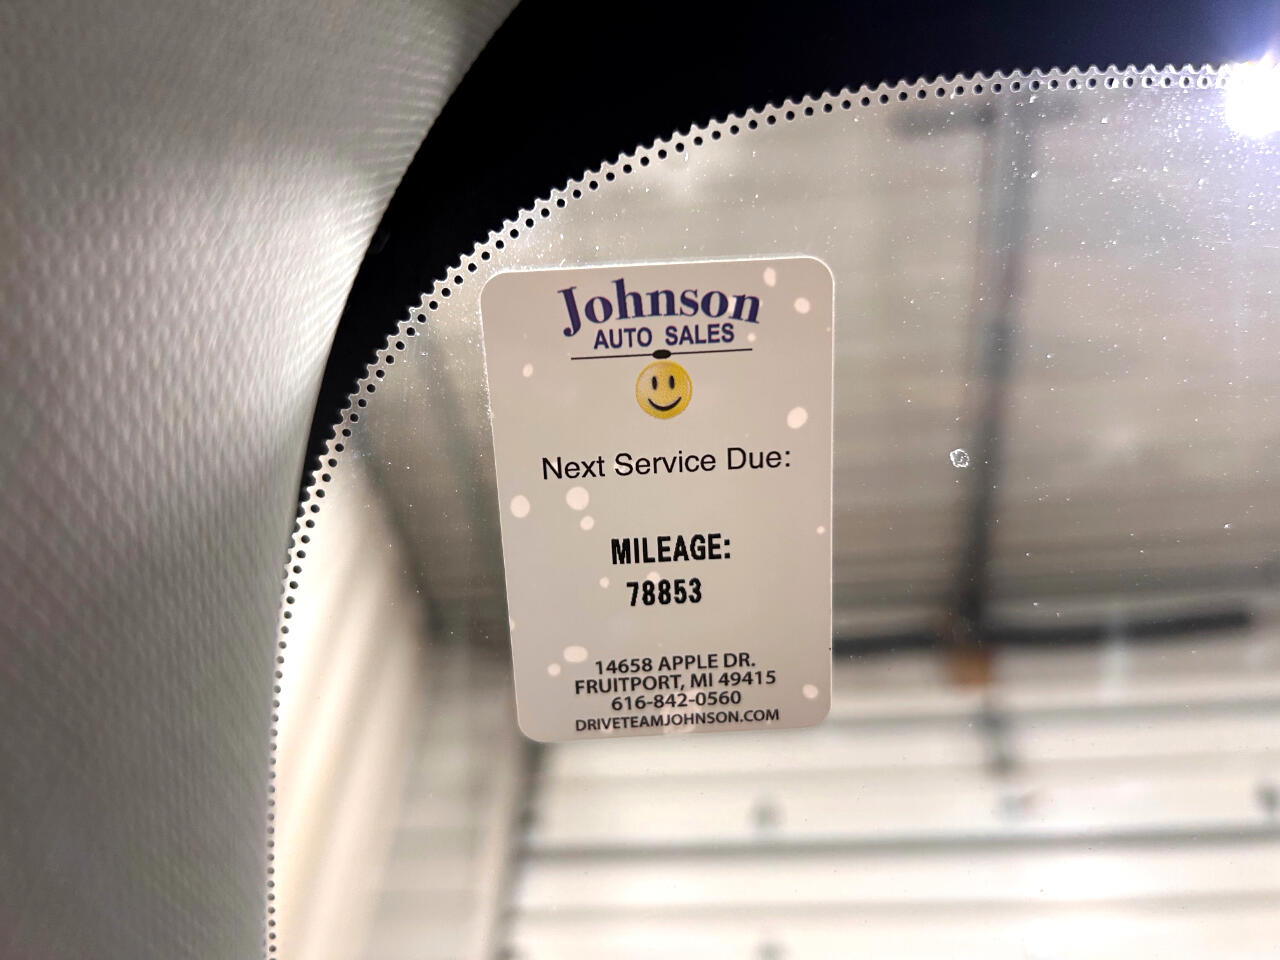 Johnson
AUTO SALES
Next Service Due:
MILEAGE:
78853
14658 APPLE DR.
FRUITPORT, MI 49415
616-842-0560
DRIVETEAMJOHNSON.COM